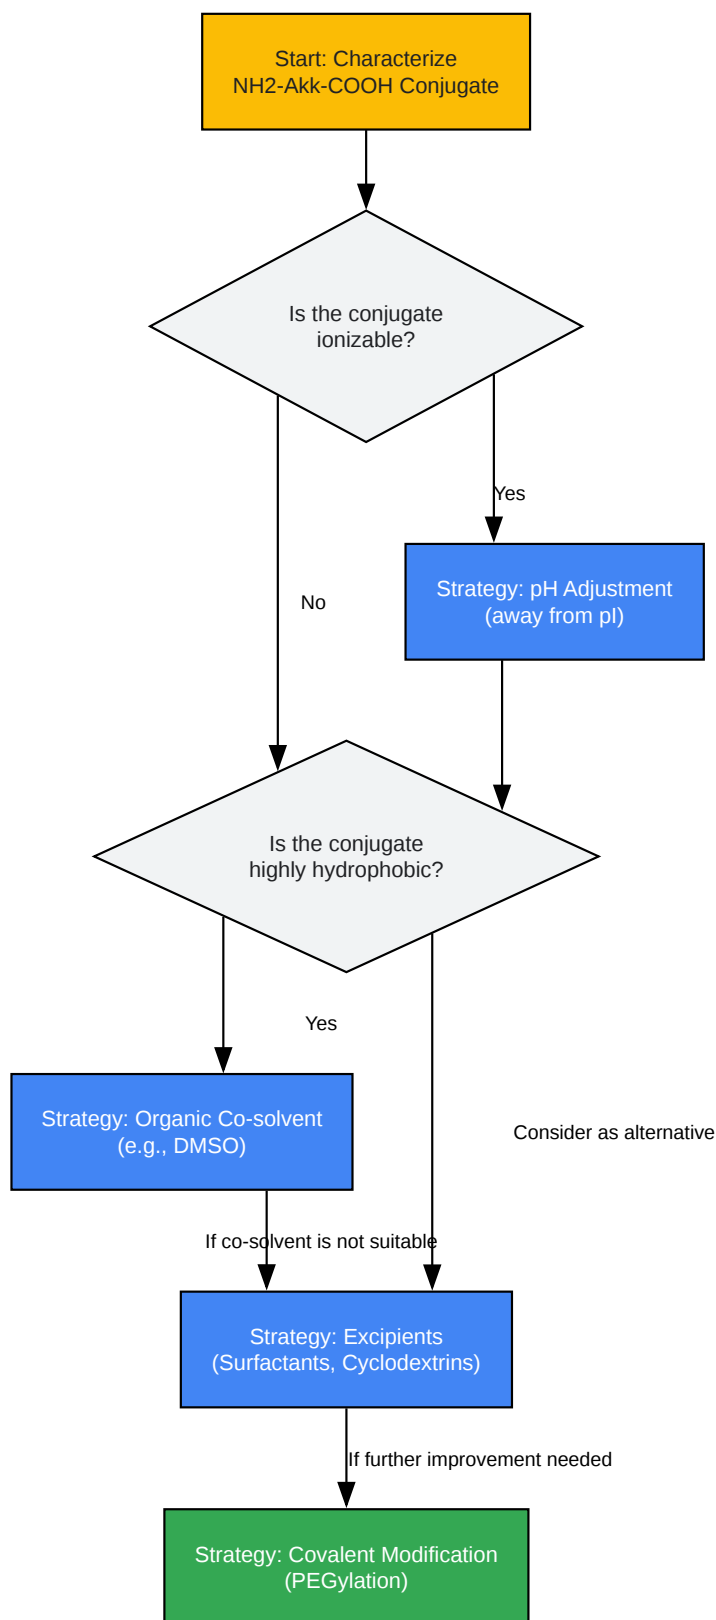 Start: Characterize
NH2-Akk-COOH Conjugate
Is the conjugate
ionizable?
Yes
Strategy: pH Adjustment
(away from pI)
No
Is the conjugate
highly hydrophobic?
Yes
Strategy: Organic Co-solvent
(e.g., DMSO)
Consider as alternative
If co-solvent is not suitable
Strategy: Excipients
(Surfactants, Cyclodextrins)
If further improvement needed
Strategy: Covalent Modification
(PEGylation)